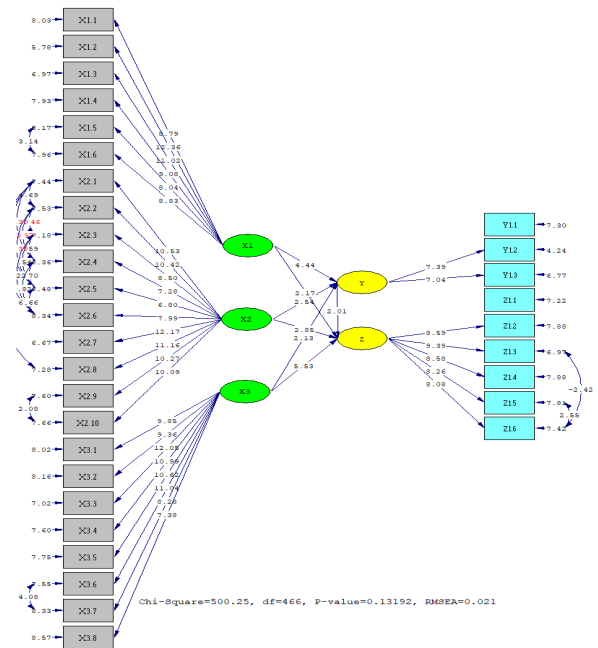 8.03 X1.1
5.78 X1.2
6.97 X1.3
7.93 X1.4
X1.5
3.14
7.96 X1.6
X2.1
X2.2
X2.3
X2.4
X2.5
6.66
8.34 X2.6
6.67 X2.7
7.28 X2.8
7.60 X2.9
2.08
7.66 X2.10
8.02 X3.1
8.16 X3.2
7.02 X3.3
7.60 X3.4
7.75 X3.5
7.55 X3.6
4.08
8.33 X3.7
8.57 X3.8
8.79
12.36
11.02
9.08
8.04
8.83
10.53
10.42
8.50
7.28
6.80
7.99
12.17
11.16
10.27
10.09
9.85
9.36
12.05
10.99
10.62
11.04
8.28
7.38
X1
X2
X3
4.44
2.17
2.54
2.01
2.13
5.53
Y
Z
7.39
7.04
8.59
9.39
8.58
8.26
8.08
Y1.1 7.30
Y1.2 4.24
Y1.3 6.77
Z1.1 7.22
Z1.2 7.88
Z1.3 6.97
Z1.4 7.88
-2.42
Z1.5 7.81
2.55
Z1.6 7.42
Chi-Square=500.25, df=466, P-value=0.13192, RMSEA=0.021